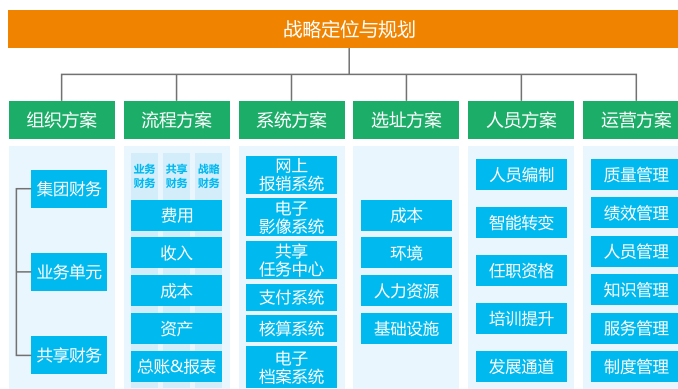 战略定位与规划
组织方案
流程方案
系统方案
选址方案
人员方案
运营方案
集团财务
业务单元
共享财务
业务
财务
共享
财务
战略
财务
费用
收入
成本
资产
总账&报表
网上
报销系统
电子
影像系统
共享
任务中心
支付系统
核算系统
电子
档案系统
成本
环境
人力资源
基础设施
人员编制
智能转变
任职资格
培训提升
发展通道
质量管理
绩效管理
人员管理
知识管理
服务管理
制度管理